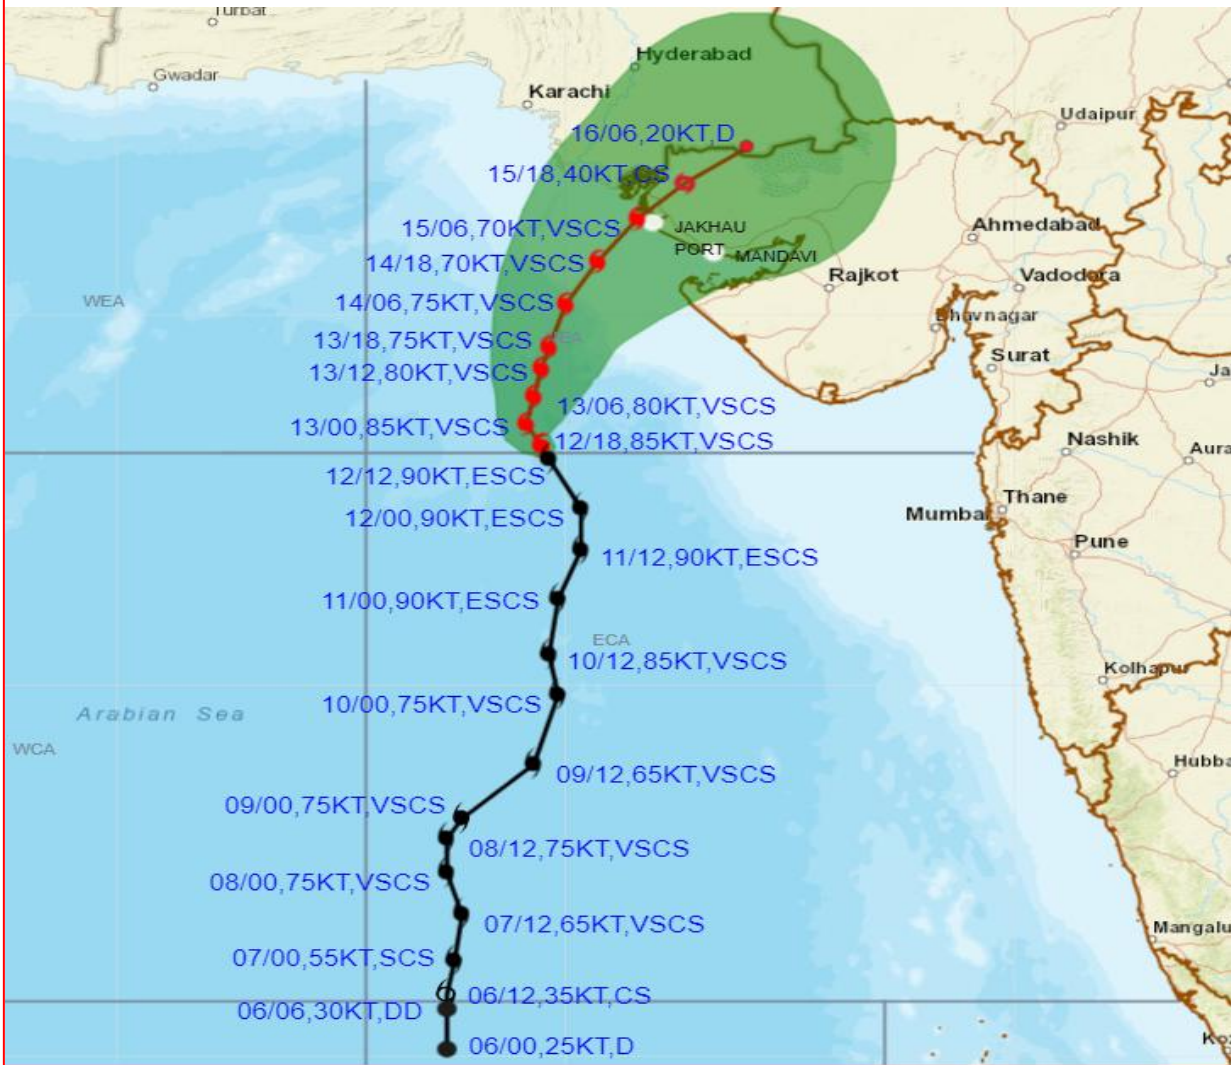 Turbat
Gwadar
Hyderabad
Karachi
Udaipur
16/06,20KT,D
15/18,40KT,CS
15/06,70KT,VSCS
JAKHAU
PORT
MANDAVI
Ahmedabad
14/18,70KT,VSCS
Rajkot
Vadodora
WEA
14/06,75KT,VSCS
Bhavnagar
13/18,75KT,VSCS
Surat
13/12,80KT,VSCS
13/06,80KT,VSCS
13/00,85KT,VSCS
12/18,85KT,VSCS
Nashik
Aura
12/12,90KT,ESCS
Thane
12/00,90KT,ESCS
Mumbai
Pune
11/12,90KT,ESCS
11/00,90KT,ESCS
ECA
10/12,85KT,VSCS
Kolhapur
10/00,75KT,VSCS
Arabian Sea
WCA
Hubba
09/12,65KT,VSCS
09/00,75KT,VSCS
08/12,75KT,VSCS
08/00,75KT,VSCS
07/12,65KT,VSCS
Mangalu
07/00,55KT,SCS
06/12,35KT,CS
06/06,30KT,DD
06/00,25KT,D